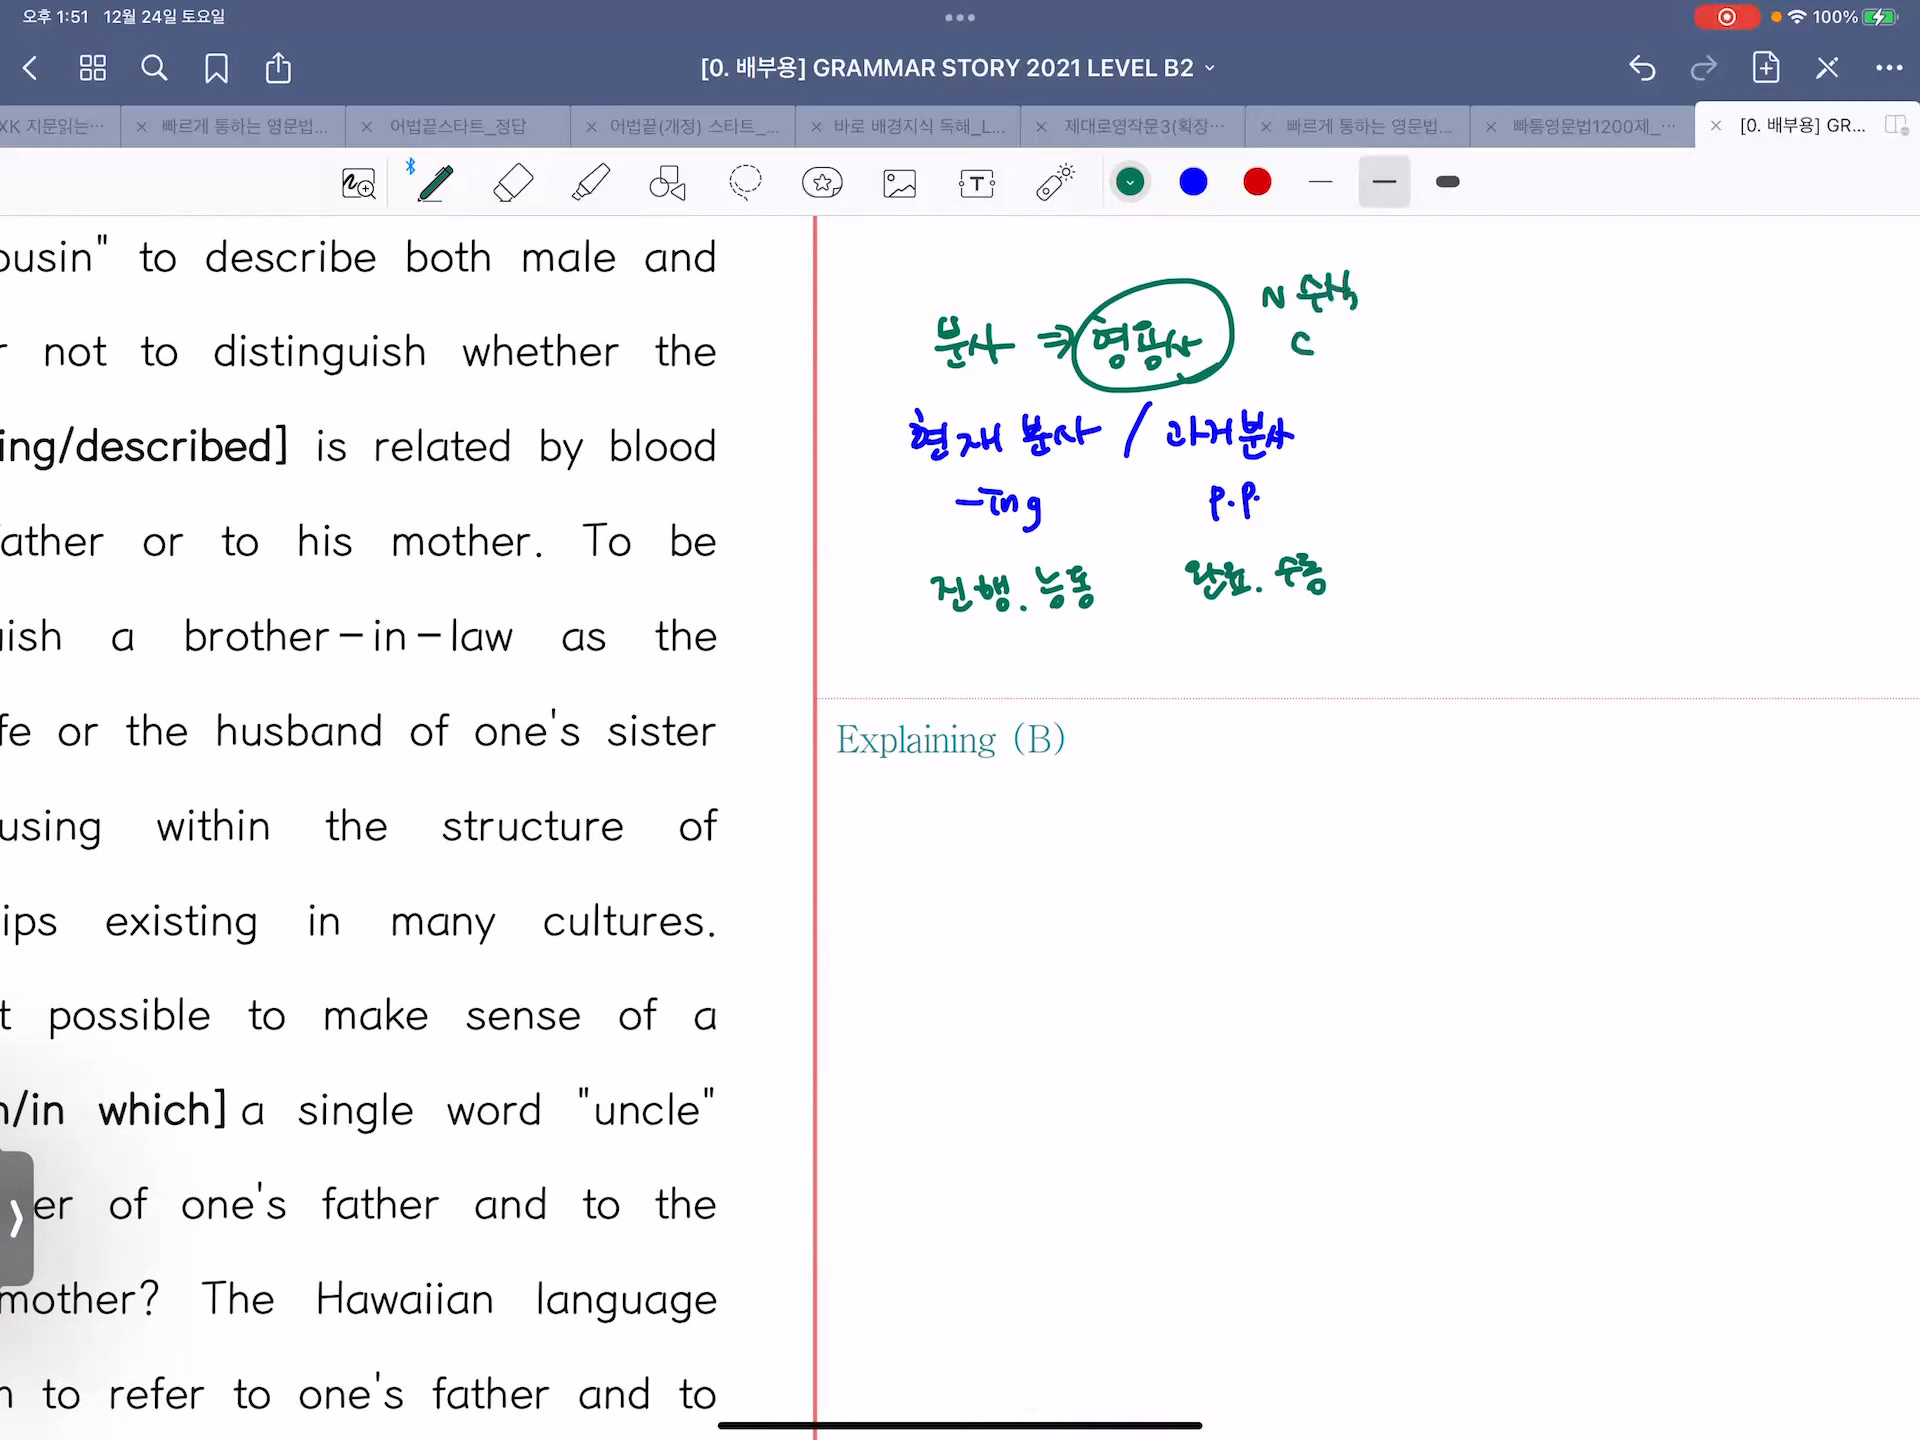 오후 1:51 12월 24일 토요일
100%
[0. 배부용] GRAMMAR STORY 2021 LEVEL B2
XK 지문읽는…
빠르게 통하는 영문법...
어법끝스타트_정답
어법끝(개정) 스타트_...
바로 배경지식 독해_L...
제대로영작문3(확장…
빠르게 통하는 영문법...
빠통영문법1200제_…
[0. 배부용] GR...
ousin" to describe both male and
r not to distinguish whether the
ing/described] is related by blood
ather or to his mother. To be
uish a brother-in-law as the
fe or the husband of one's sister
using within the structure of
ips existing in many cultures.
t possible to make sense of a
n/in which] a single word "uncle"
er of one's father and to the
mother? The Hawaiian language
n to refer to one's father and to
분사 ⇒ 형용사
N 수식
C
현재 분사 / 과거분사
-ing p.p.
진행. 능동 완료. 수동
Explaining (B)